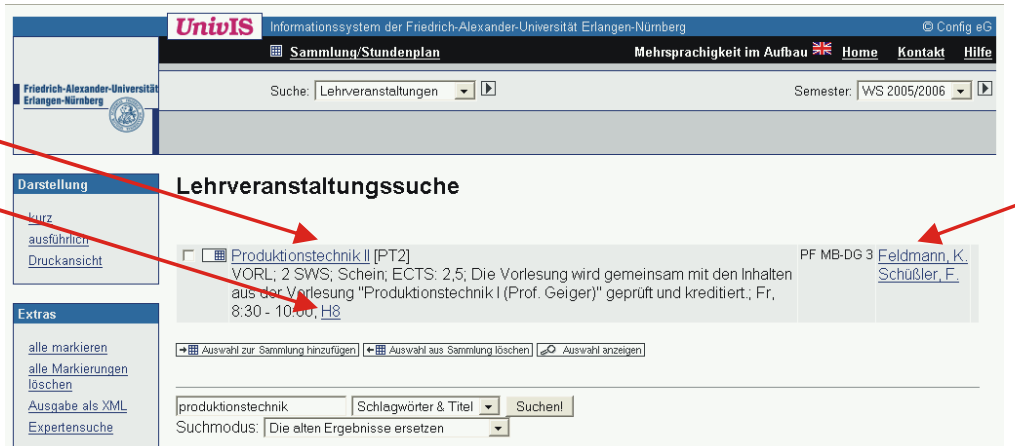 UnivIS Informationssystem der Friedrich-Alexander-Universität Erlangen-Nürnberg © Config eG
Sammlung/Stundenplan Mehrsprachigkeit im Aufbau Home Kontakt Hilfe
Friedrich-Alexander-Universität
Erlangen-Nürnberg
Suche: Lehrveranstaltungen Semester: WS 2005/2006
Darstellung
kurz
ausführlich
Druckansicht
Extras
alle markieren
alle Markierungen
löschen
Ausgabe als XML
Expertensuche
Lehrveranstaltungssuche
Produktionstechnik II [PT2] PF MB-DG 3 Feldmann, K.
VORL; 2 SWS; Schein; ECTS: 2,5; Die Vorlesung wird gemeinsam mit den Inhalten Schüßler, F.
aus der Vorlesung "Produktionstechnik I (Prof. Geiger)" geprüft und kreditiert.; Fr,
8:30 - 10:00, H8
Auswahl zur Sammlung hinzufügen Auswahl aus Sammlung löschen Auswahl anzeigen
produktionstechnik Schlagwörter & Titel Suchen!
Suchmodus: Die alten Ergebnisse ersetzen